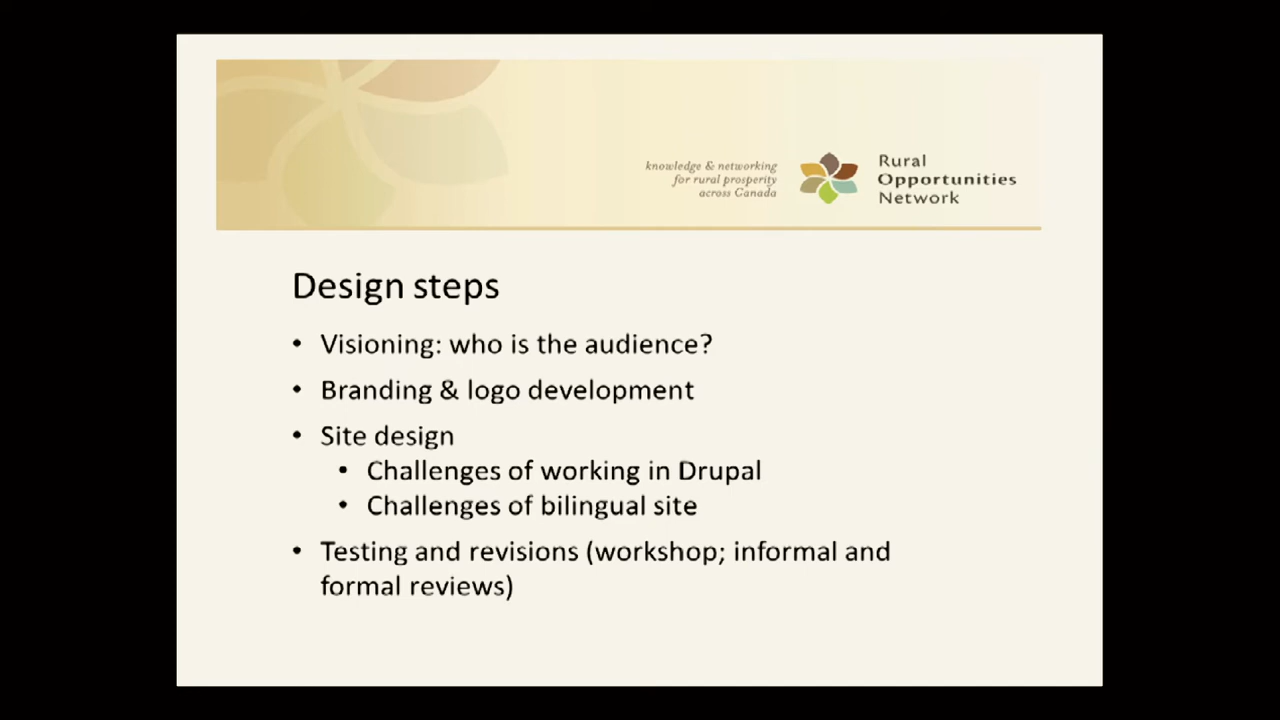 knowledge & networking
for rural prosperity
across Canada
Rural
Opportunities
Network
Design steps
• Visioning: who is the audience?
• Branding & logo development
• Site design
• Challenges of working in Drupal
• Challenges of bilingual site
• Testing and revisions (workshop; informal and
formal reviews)